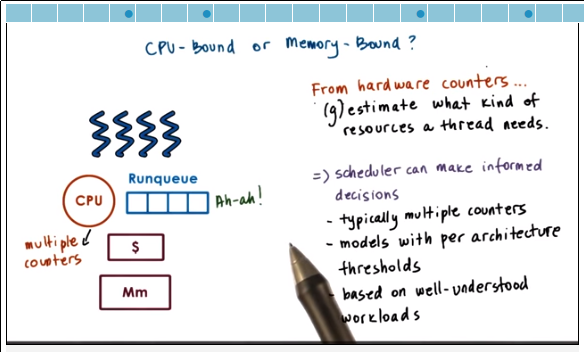 CPU-Bound or Memory-Bound?
From hardware counters...
(g)estimate what kind of
resources a thread needs.
Runqueue
CPU
Ah-ah!
multiple
counters
$
Mm
=) scheduler can make informed
decisions
- typically multiple counters
- models with per architecture
thresholds
- based on well-understood
workloads